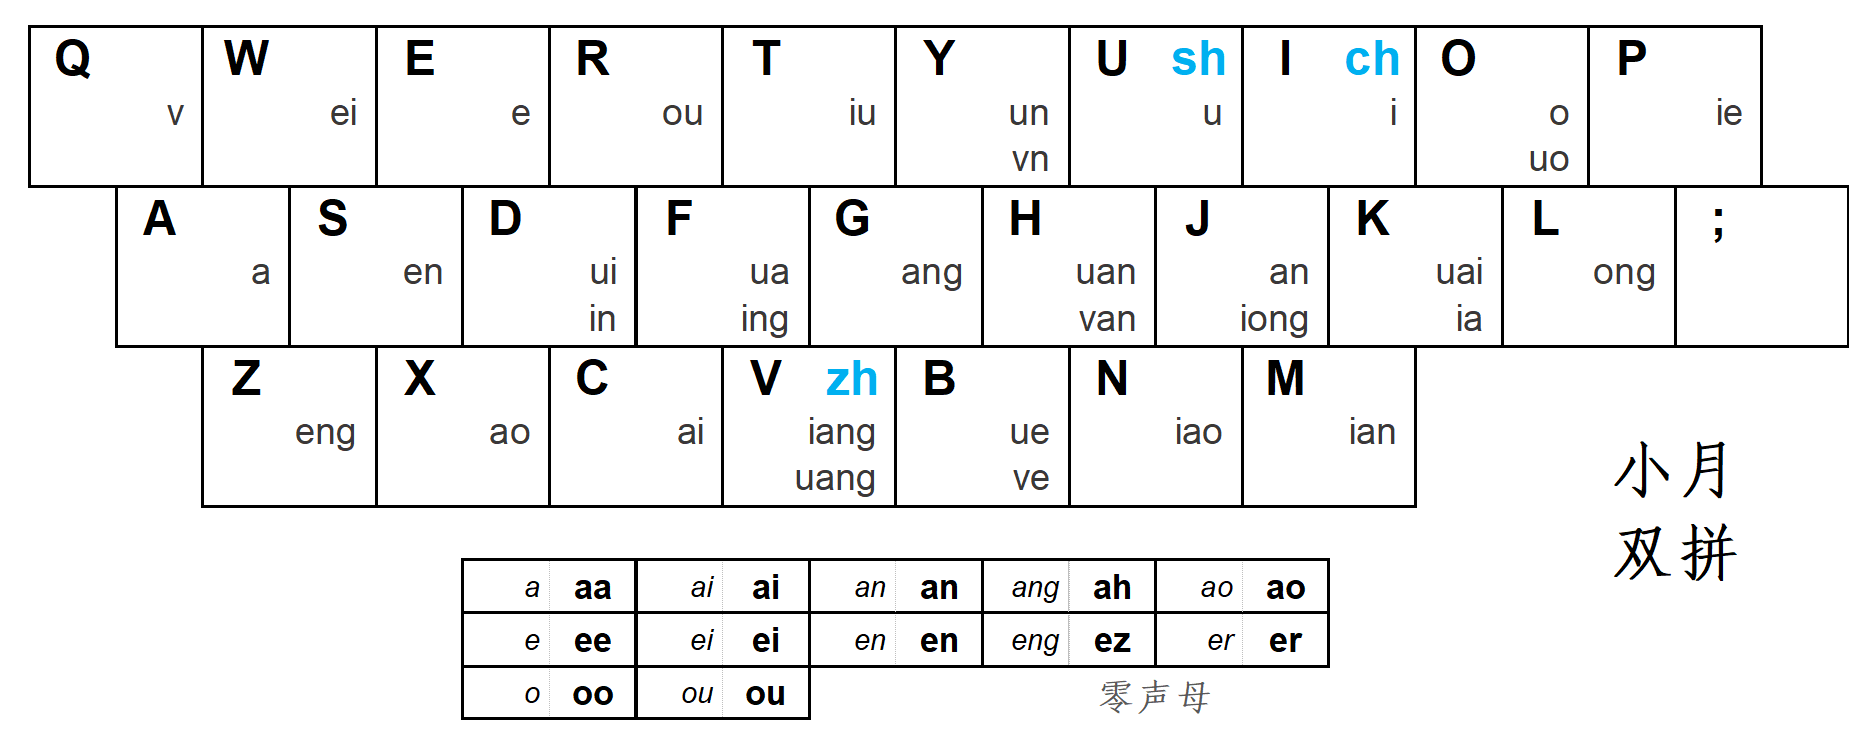 Q W E R T Y U sh I ch O P
v ei e ou iu un u i o ie
vn uo
A S D F G H J K L ;
a en ui ua ang uan an uai ong
in ing van iong ia
Z X C V zh B N M
eng ao ai iang ue iao ian
uang ve
小月
双拼
a aa ai ai an an ang ah ao ao
e ee ei ei en en eng ez er er
o oo ou ou
零声母